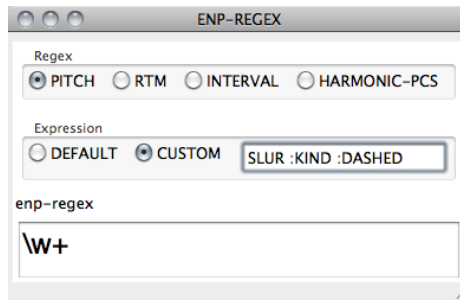 ENP-REGEX
Regex
PITCH RTM INTERVAL HARMONIC-PCS
Expression
DEFAULT CUSTOM SLUR :KIND :DASHED
enp-regex
\w+